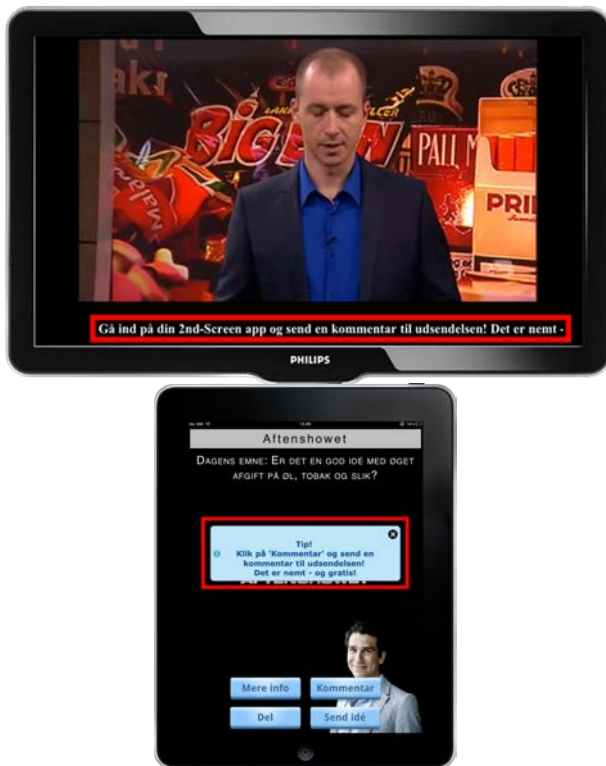 BiG BEN
PALL M
PRI
Gå ind på din 2nd-Screen app og send en kommentar til udsendelsen! Det er nemt -
PHILIPS
Aftenshowet
Dagens emne: Er det en god idé med øget
afgift på øl, tobak og slik?
Tip!
Klik på 'Kommentar' og send en
kommentar til udsendelsen!
Det er nemt - og gratis!
Mere info
Kommentar
Del
Send idé